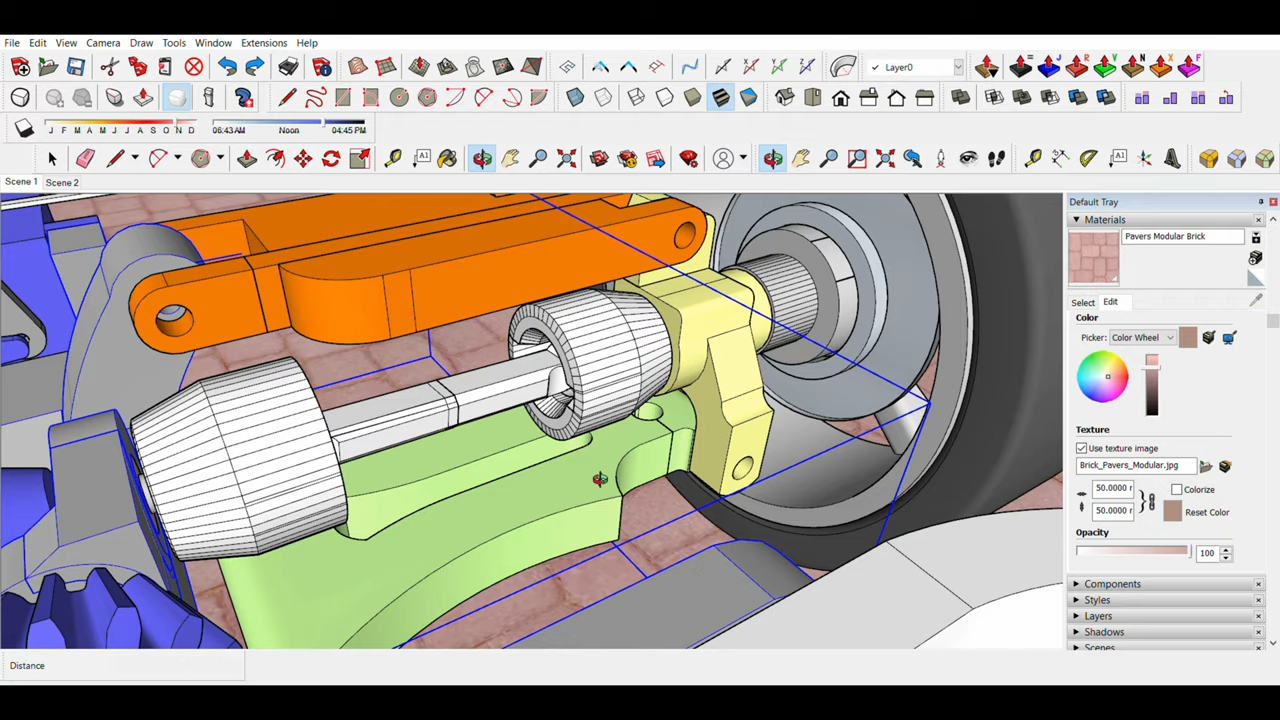 File Edit View Camera Draw Tools Window Extensions Help
Layer0
J F M A M J J A S O N D 06:43 AM Noon 04:45 PM
A1 A1
Scene 1 Scene 2
Default Tray
Materials
Pavers Modular Brick
Select Edit
Color
Picker: Color Wheel
Texture
Use texture image
Brick_Pavers_Modular.jpg
50.0000 r Colorize
50.0000 r Reset Color
Opacity
100
Components
Styles
Layers
Shadows
Scenes
Distance